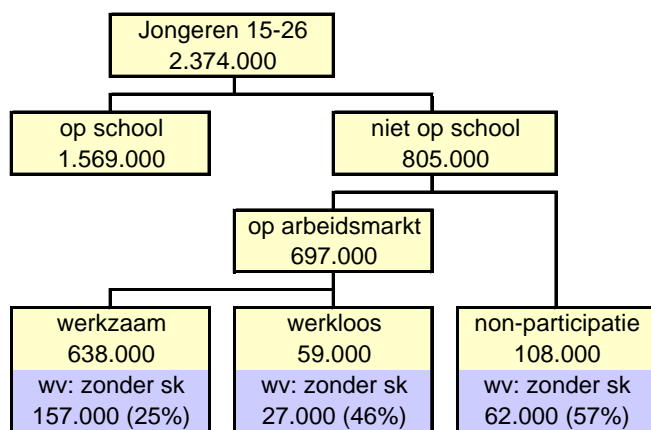 Jongeren 15-26
2.374.000
op school
1.569.000
niet op school
805.000
op arbeidsmarkt
697.000
werkzaam
638.000
wv: zonder sk
157.000 (25%)
werkloos
59.000
wv: zonder sk
27.000 (46%)
non-participatie
108.000
wv: zonder sk
62.000 (57%)